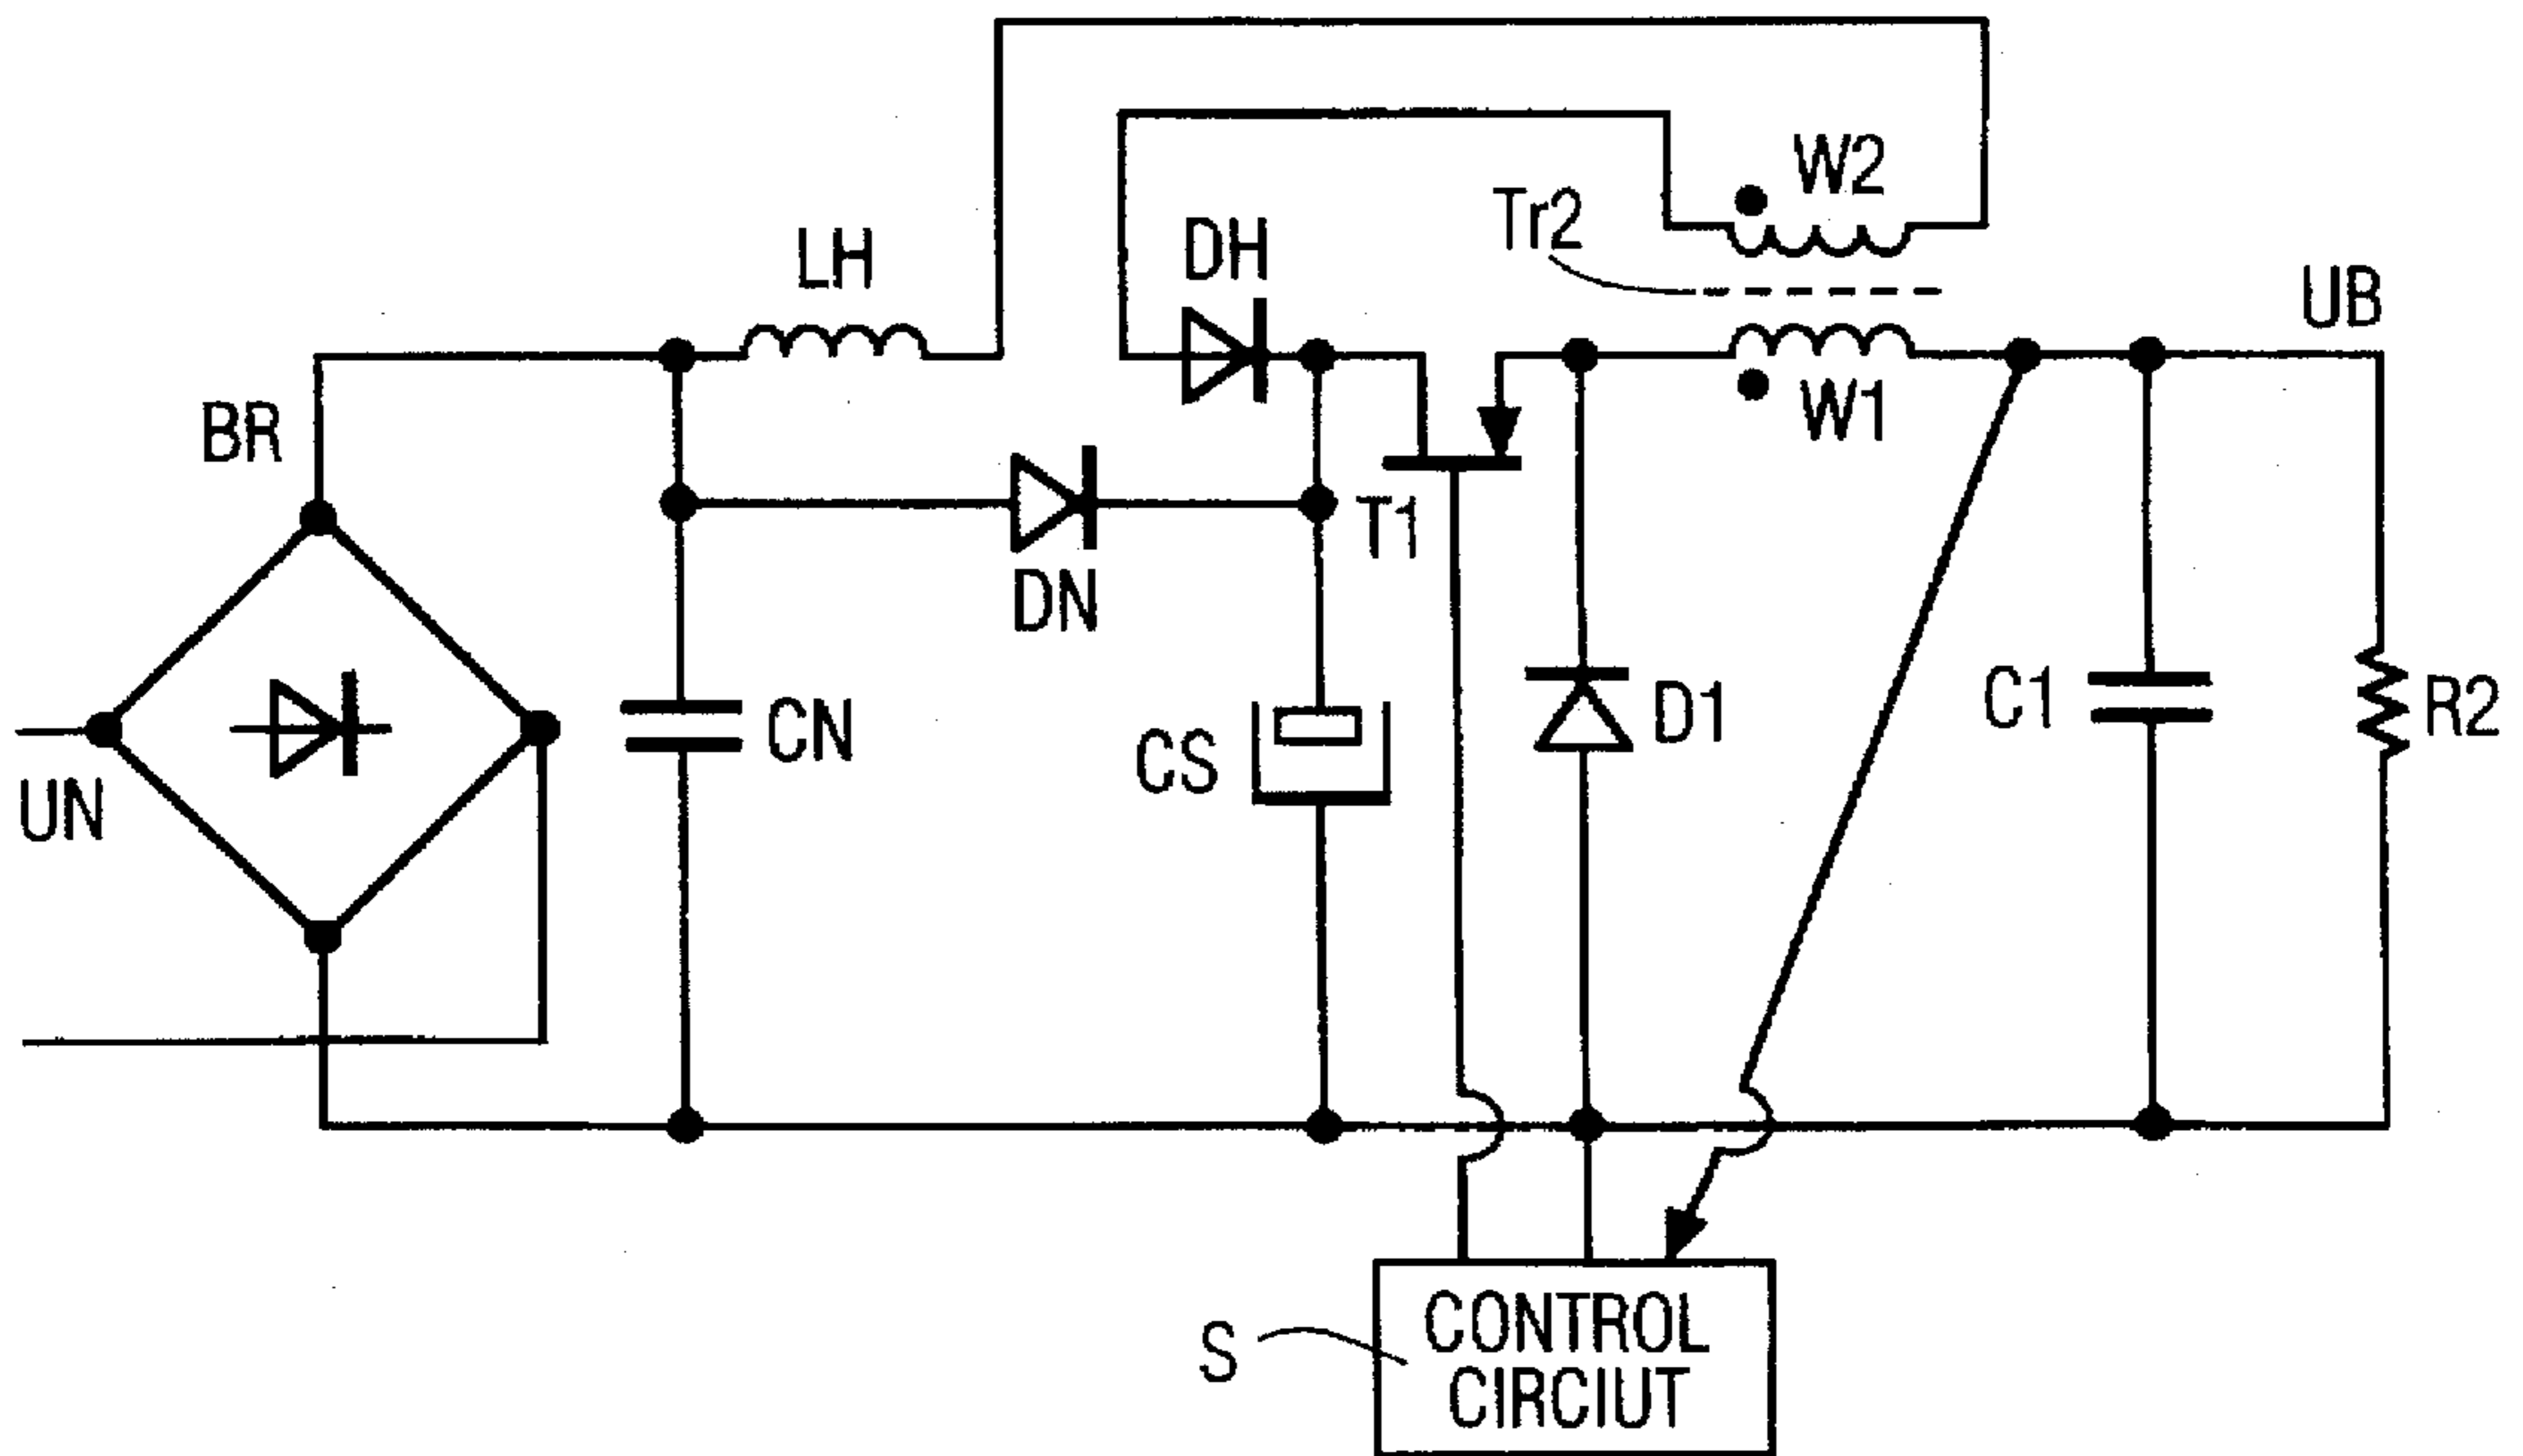 W2
Tr2
LH
DH
UB
BR
W1
T1
DN
CN
CS
D1
C1
R2
UN
CONTROL
S
CIRCIUT